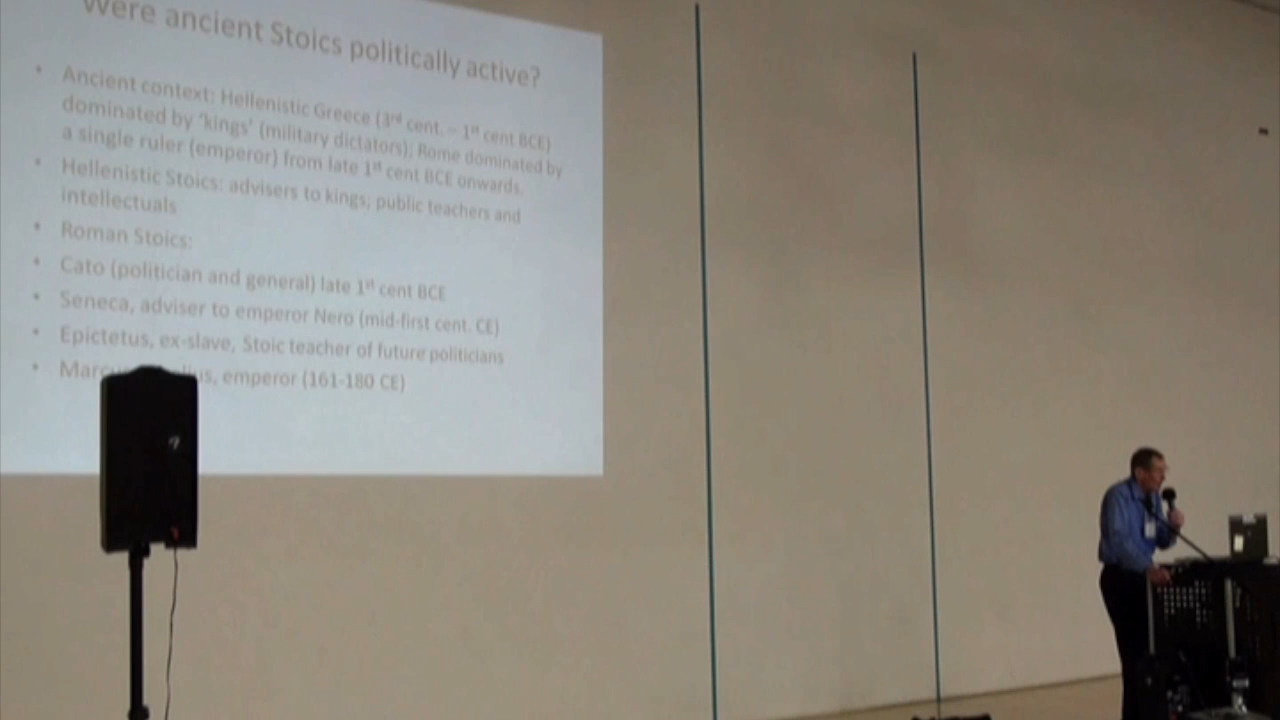 Were ancient Stoics politically active?
• Ancient context: Hellenistic Greece (3rd cent. – 1st cent BCE)
dominated by 'kings' (military dictators); Rome dominated by
a single ruler (emperor) from late 1st cent BCE onwards.
• Hellenistic Stoics: advisers to kings; public teachers and
intellectuals
• Roman Stoics:
• Cato (politician and general) late 1st cent BCE
• Seneca, adviser to emperor Nero (mid-first cent. CE)
• Epictetus, ex-slave, Stoic teacher of future politicians
• emperor (161-180 CE)